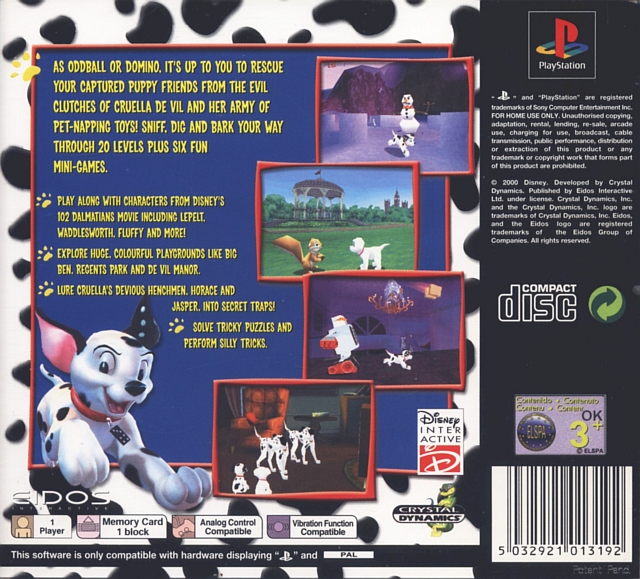 AS ODDBALL OR DOMINO, IT'S UP TO YOU TO RESCUE
YOUR CAPTURED PUPPY FRIENDS FROM THE EVIL
CLUTCHES OF CRUELLA DE VIL AND HER ARMY OF
PET-NAPPING TOYS! SNIFF, DIG AND BARK YOUR WAY
THROUGH 20 LEVELS PLUS SIX FUN
MINI-GAMES.
PLAY ALONG WITH CHARACTERS FROM DISNEY'S
102 DALMATIANS MOVIE INCLUDING LEPELT,
WADDLESWORTH, FLUFFY AND MORE!
EXPLORE HUGE, COLOURFUL PLAYGROUNDS LIKE BIG
BEN, REGENTS PARK AND DE VIL MANOR.
LURE CRUELLA'S DEVIOUS HENCHMEN, HORACE AND
JASPER, INTO SECRET TRAPS!
SOLVE TRICKY PUZZLES AND
PERFORM SILLY TRICKS.
DISNEY
INTER
ACTIVE
D
EIDOS
INTERACTIVE
CRYSTAL
DYNAMICS
1
Player
Memory Card
1 block
Analog Control
Compatible
Vibration Function
Compatible
This software is only compatible with hardware displaying " " and PAL
PlayStation
" " and "PlayStation" are registered
trademarks of Sony Computer Entertainment Inc.
FOR HOME USE ONLY. Unauthorised copying,
adaptation, rental, lending, re-sale, arcade
use, charging for use, broadcast, cable
transmission, public performance, distribution
or extraction of this product or any
trademark or copyright work that forms part
of this product are prohibited.
© 2000 Disney. Developed by Crystal
Dynamics. Published by Eidos Interactive
Ltd. under license. Crystal Dynamics, Inc.
and the Crystal Dynamics, Inc. logo are
trademarks of Crystal Dynamics, Inc. Eidos,
and the Eidos logo are registered
trademarks of the Eidos Group of
Companies. All rights reserved.
COMPACT
disc
Contenido • Contenuto
Contenu • Content
OK
ELSPA
3+
© ELSPA
5 032921 013192
Patent Pend.